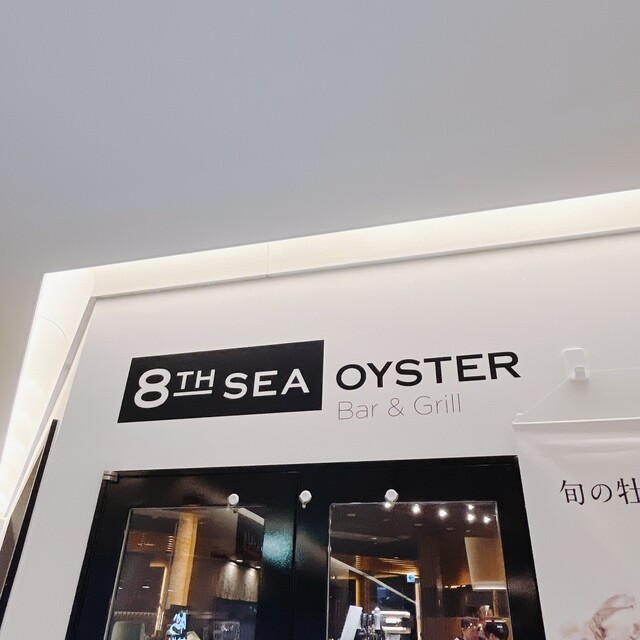 8TH SEA OYSTER
Bar & Grill
旬の牡